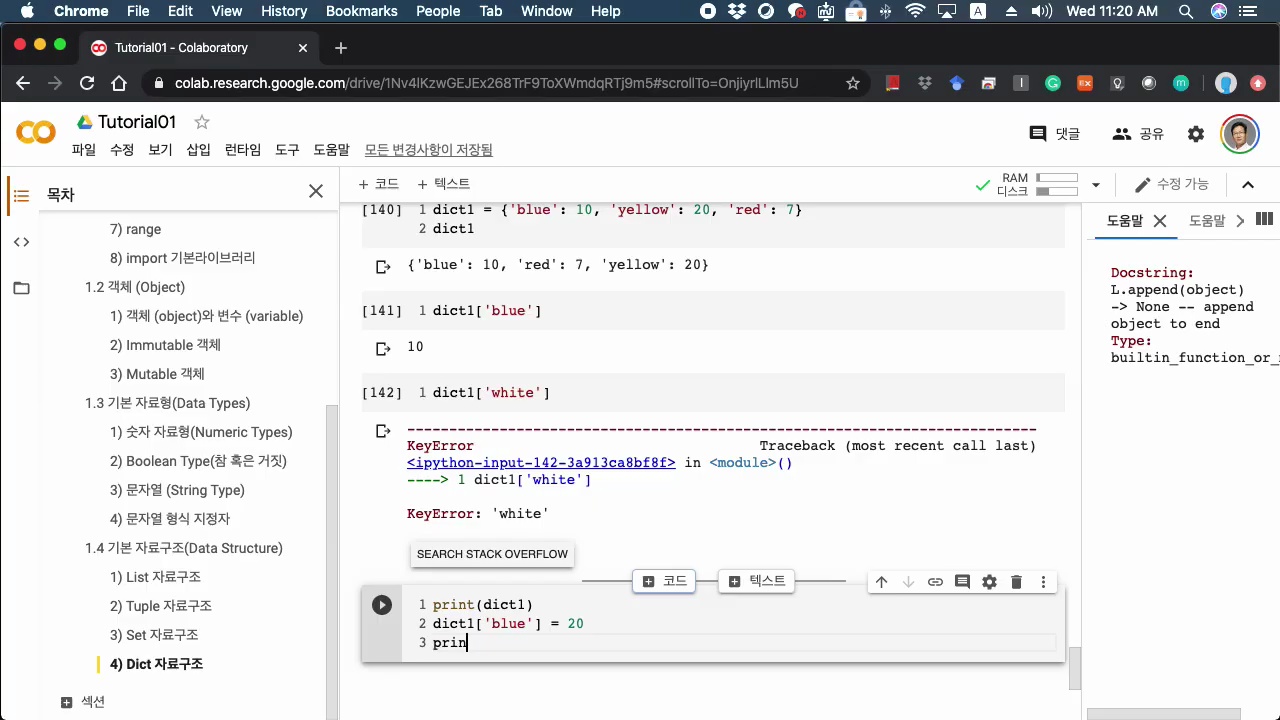 Chrome File Edit View History Bookmarks People Tab Window Help A Wed 11:20 AM
Tutorial01 - Colaboratory
colab.research.google.com/drive/1Nv4lKzwGEJEx268TrF9ToXWmdqRTj9m5#scrollTo=OnjiyrlLlm5U
Tutorial01
댓글 공유
파일 수정 보기 삽입 런타임 도구 도움말 모든 변경사항이 저장됨
목차
+ 코드 + 텍스트
RAM
디스크
수정 가능
7) range
8) import 기본라이브러리
1.2 객체 (Object)
1) 객체 (object)와 변수 (variable)
2) Immutable 객체
3) Mutable 객체
1.3 기본 자료형(Data Types)
1) 숫자 자료형(Numeric Types)
2) Boolean Type(참 혹은 거짓)
3) 문자열 (String Type)
4) 문자열 형식 지정자
1.4 기본 자료구조(Data Structure)
1) List 자료구조
2) Tuple 자료구조
3) Set 자료구조
4) Dict 자료구조
섹션
[140] 1 dict1 = {'blue': 10, 'yellow': 20, 'red': 7}
2 dict1
{'blue': 10, 'red': 7, 'yellow': 20}
[141] 1 dict1['blue']
10
[142] 1 dict1['white']
---------------------------------------------------------------------------
KeyError Traceback (most recent call last)
<ipython-input-142-3a913ca8bf8f> in <module>()
----> 1 dict1['white']
KeyError: 'white'
SEARCH STACK OVERFLOW
코드 텍스트
1 print(dict1)
2 dict1['blue'] = 20
3 prin
도움말 도움말
Docstring:
L.append(object)
-> None -- append
object to end
Type:
builtin_function_or_